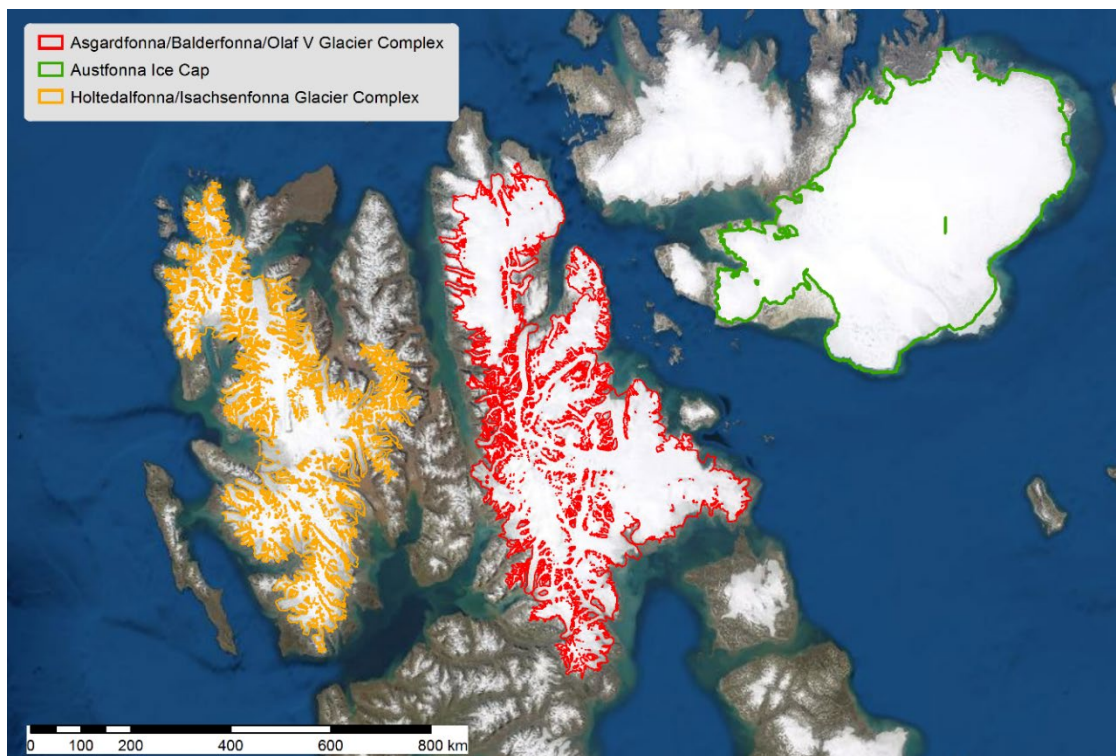 Asgardfonna/Balderfonna/Olaf V Glacier Complex
Austfonna Ice Cap
Holtedalfonna/Isachsenfonna Glacier Complex
0 100 200 400 600 800 km